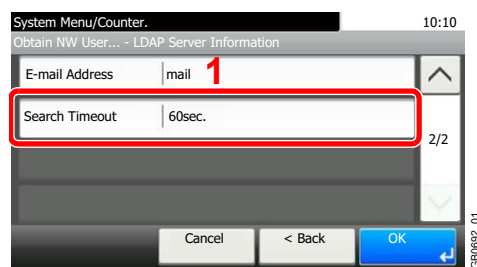 System Menu/Counter. 10:10
Obtain NW User... - LDAP Server Information
E-mail Address mail 1
Search Timeout 60sec.
2/2
Cancel < Back OK
GB0692_01